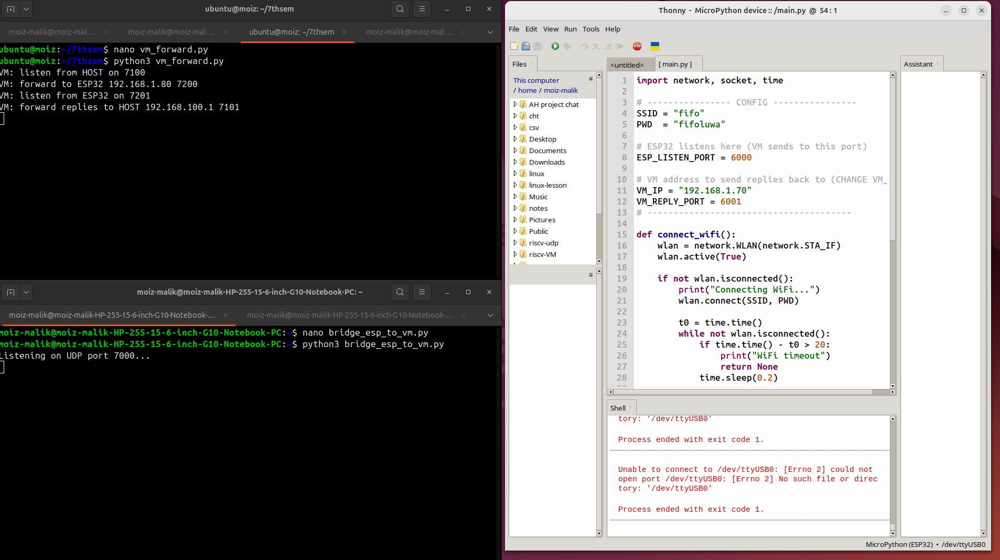 ubuntu@moiz: ~/7thsem
moiz-malik@moiz-mal...
moiz-malik@moiz-mal...
ubuntu@moiz: ~/7thsem
moiz-malik@moiz-mal...
ubuntu@moiz:~/7thsem$ nano vm_forward.py
ubuntu@moiz:~/7thsem$ python3 vm_forward.py
VM: listen from HOST on 7100
VM: forward to ESP32 192.168.1.80 7200
VM: listen from ESP32 on 7201
VM: forward replies to HOST 192.168.100.1 7101
moiz-malik@moiz-malik-HP-255-15-6-inch-G10-Notebook-PC: ~
moiz-malik@moiz-malik-HP-255-15-6-inch-G10-Notebook-...
moiz-malik@moiz-malik-HP-255-15-6-inch-G10-Notebook-...
moiz-malik@moiz-malik-HP-255-15-6-inch-G10-Notebook-PC:~$ nano bridge_esp_to_vm.py
moiz-malik@moiz-malik-HP-255-15-6-inch-G10-Notebook-PC:~$ python3 bridge_esp_to_vm.py
Listening on UDP port 7000...
Thonny - MicroPython device :: /main.py @ 54 : 1
File Edit View Run Tools Help
STOP
Files
This computer
/ home / moiz-malik
AH project chat
cht
csv
Desktop
Documents
Downloads
linux
linux-lesson
Music
notes
Pictures
Public
riscv-udp
riscv-VM
<untitled>
[ main.py ]
1 import network, socket, time
2
3 # ---------------- CONFIG ----------------
4 SSID = "fifo"
5 PWD  = "fifoluwa"
6
7 # ESP32 listens here (VM sends to this port)
8 ESP_LISTEN_PORT = 6000
9
10 # VM address to send replies back to (CHANGE VM_
11 VM_IP = "192.168.1.70"
12 VM_REPLY_PORT = 6001
13 # ---------------------------------------
14
15 def connect_wifi():
16     wlan = network.WLAN(network.STA_IF)
17     wlan.active(True)
18
19     if not wlan.isconnected():
20         print("Connecting WiFi...")
21         wlan.connect(SSID, PWD)
22
23         t0 = time.time()
24         while not wlan.isconnected():
25             if time.time() - t0 > 20:
26                 print("WiFi timeout")
27                 return None
28             time.sleep(0.2)
Shell
tory: '/dev/ttyUSB0'
Process ended with exit code 1.
Unable to connect to /dev/ttyUSB0: [Errno 2] could not
open port /dev/ttyUSB0: [Errno 2] No such file or direc
tory: '/dev/ttyUSB0'
Process ended with exit code 1.
Assistant
MicroPython (ESP32) • /dev/ttyUSB0